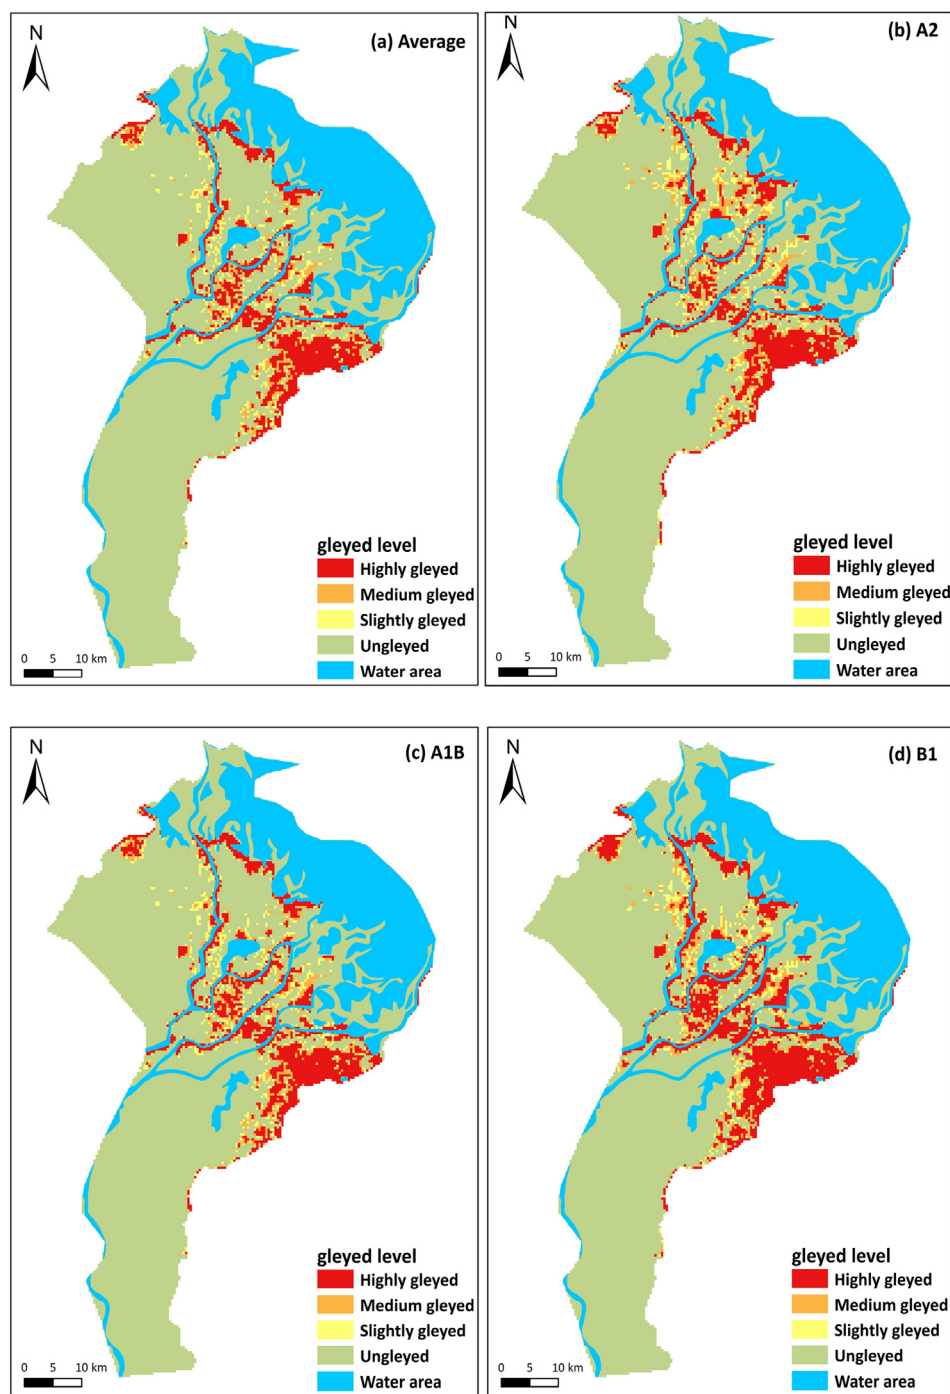 N
(a) Average
gleyed level
Highly gleyed
Medium gleyed
Slightly gleyed
Ungleyed
Water area
0 5 10 km
N
(b) A2
gleyed level
Highly gleyed
Medium gleyed
Slightly gleyed
Ungleyed
Water area
0 5 10 km
N
(c) A1B
gleyed level
Highly gleyed
Medium gleyed
Slightly gleyed
Ungleyed
Water area
0 5 10 km
N
(d) B1
gleyed level
Highly gleyed
Medium gleyed
Slightly gleyed
Ungleyed
Water area
0 5 10 km